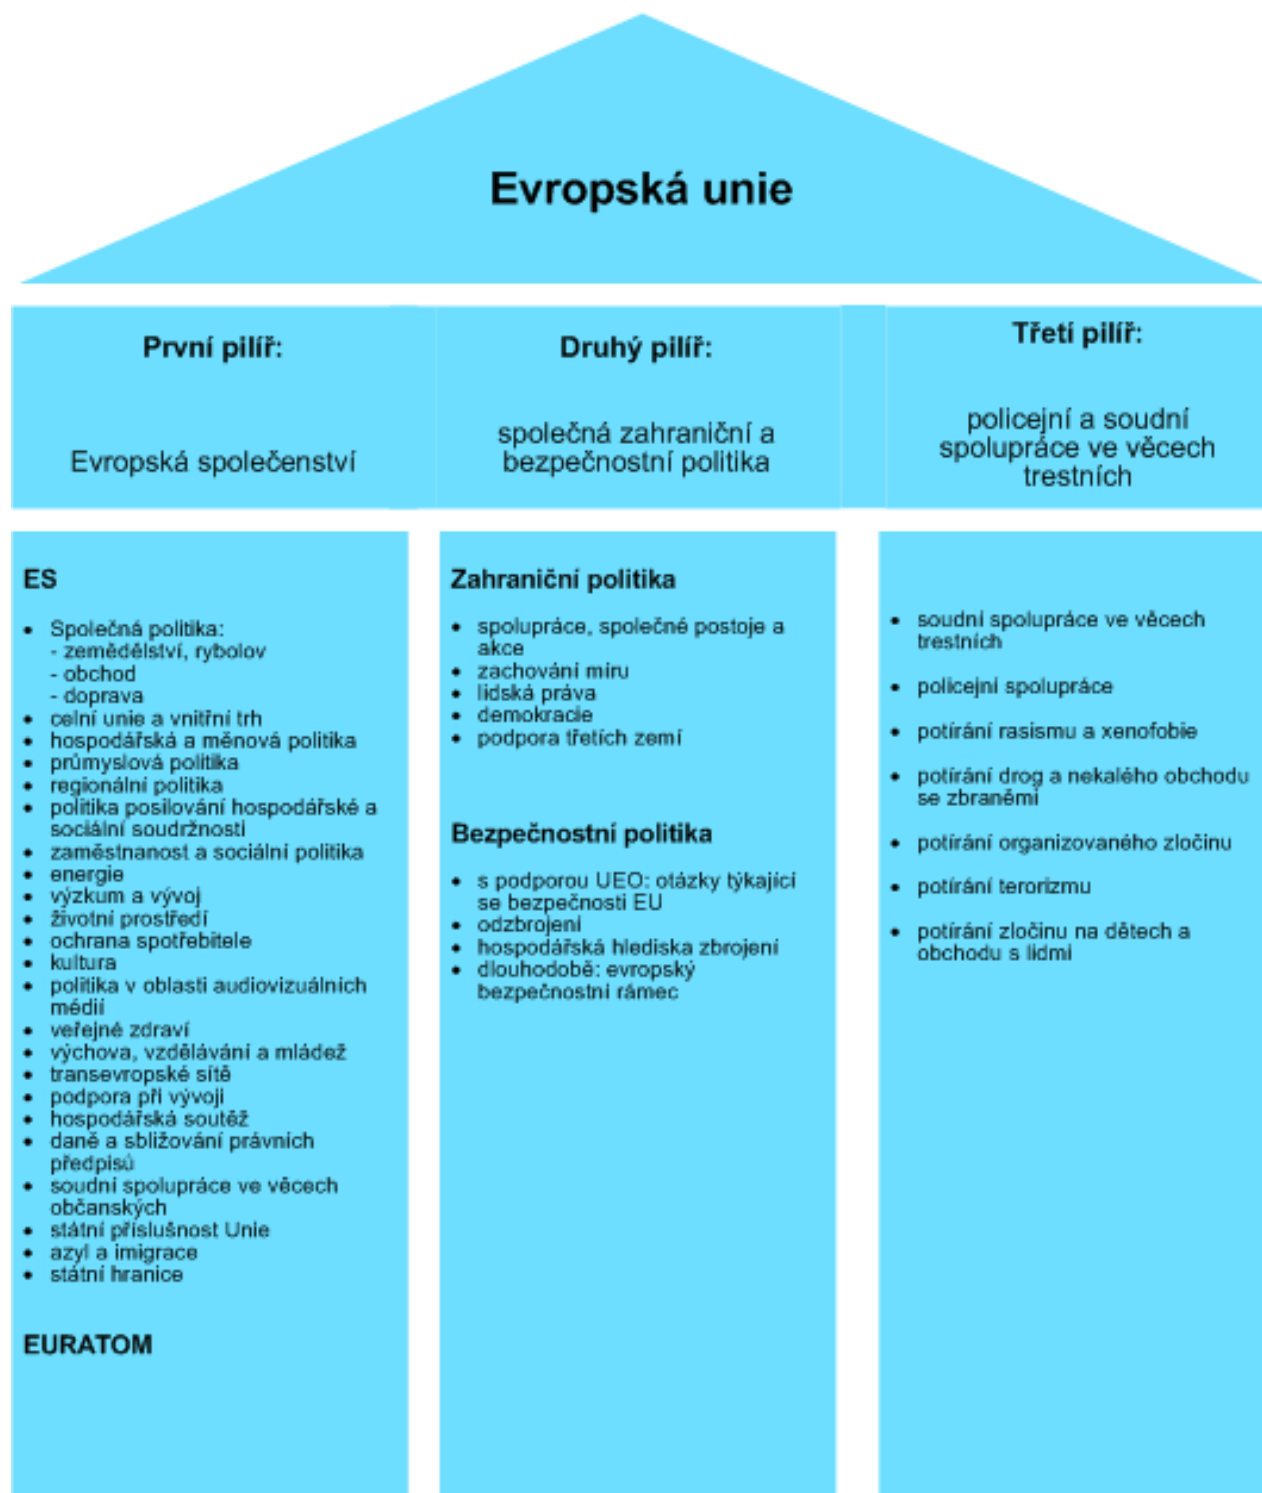 Evropská unie
První pilíř:
Evropská společenství
Druhý pilíř:
společná zahraniční a
bezpečnostní politika
Třetí pilíř:
policejní a soudní
spolupráce ve věcech
trestních
ES
• Společná politika:
- zemědělství, rybolov
- obchod
- doprava
• celní unie a vnitřní trh
• hospodářská a měnová politika
• průmyslová politika
• regionální politika
• politika posilování hospodářské a
sociální soudržnosti
• zaměstnanost a sociální politika
• energie
• výzkum a vývoj
• životní prostředí
• ochrana spotřebitele
• kultura
• politika v oblasti audiovizuálních
médií
• veřejné zdraví
• výchova, vzdělávání a mládež
• transevropské sítě
• podpora při vývoji
• hospodářská soutěž
• daně a sbližování právních
předpisů
• soudní spolupráce ve věcech
občanských
• státní příslušnost Unie
• azyl a imigrace
• státní hranice
EURATOM
Zahraniční politika
• spolupráce, společné postoje a
akce
• zachování míru
• lidská práva
• demokracie
• podpora třetích zemí
Bezpečnostní politika
• s podporou UEO: otázky týkající
se bezpečnosti EU
• odzbrojení
• hospodářská hlediska zbrojení
• dlouhodobě: evropský
bezpečnostní rámec
• soudní spolupráce ve věcech
trestních
• policejní spolupráce
• potírání rasismu a xenofobie
• potírání drog a nekalého obchodu
se zbraněmi
• potírání organizovaného zločinu
• potírání terorizmu
• potírání zločinu na dětech a
obchodu s lidmi